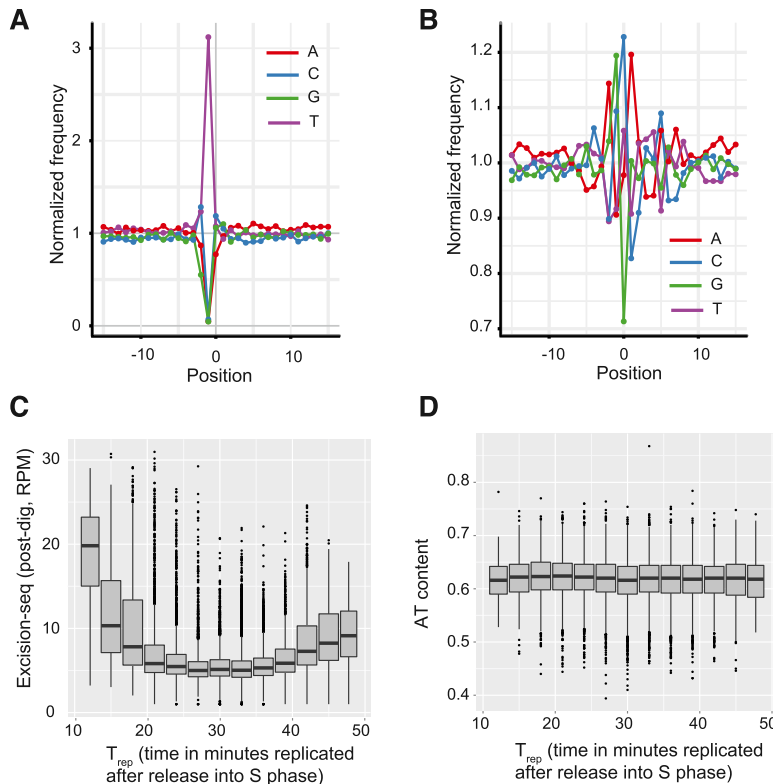 A
Normalized frequency
3
2
1
0
A
C
G
T
-10
0
10
Position
B
Normalized frequency
1.2
1.1
1.0
0.9
0.8
0.7
A
C
G
T
-10
0
10
Position
C
Excision-seq (post-dig, RPM)
30
20
10
0
10
20
30
40
50
Trep (time in minutes replicated
after release into S phase)
D
AT content
0.8
0.7
0.6
0.5
0.4
10
20
30
40
50
Trep (time in minutes replicated
after release into S phase)